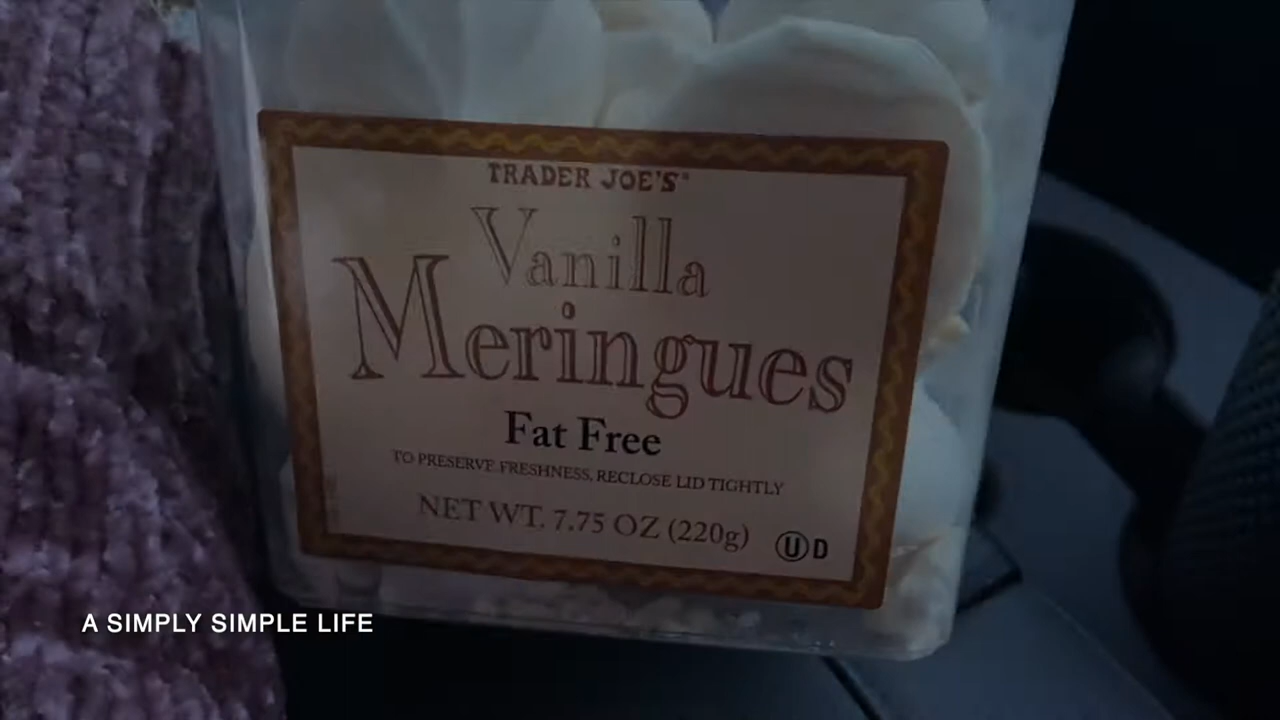 TRADER JOE'S
Vanilla
Meringues
Fat Free
TO PRESERVE FRESHNESS, RECLOSE LID TIGHTLY
NET WT. 7.75 OZ (220g)
U D
A SIMPLY SIMPLE LIFE